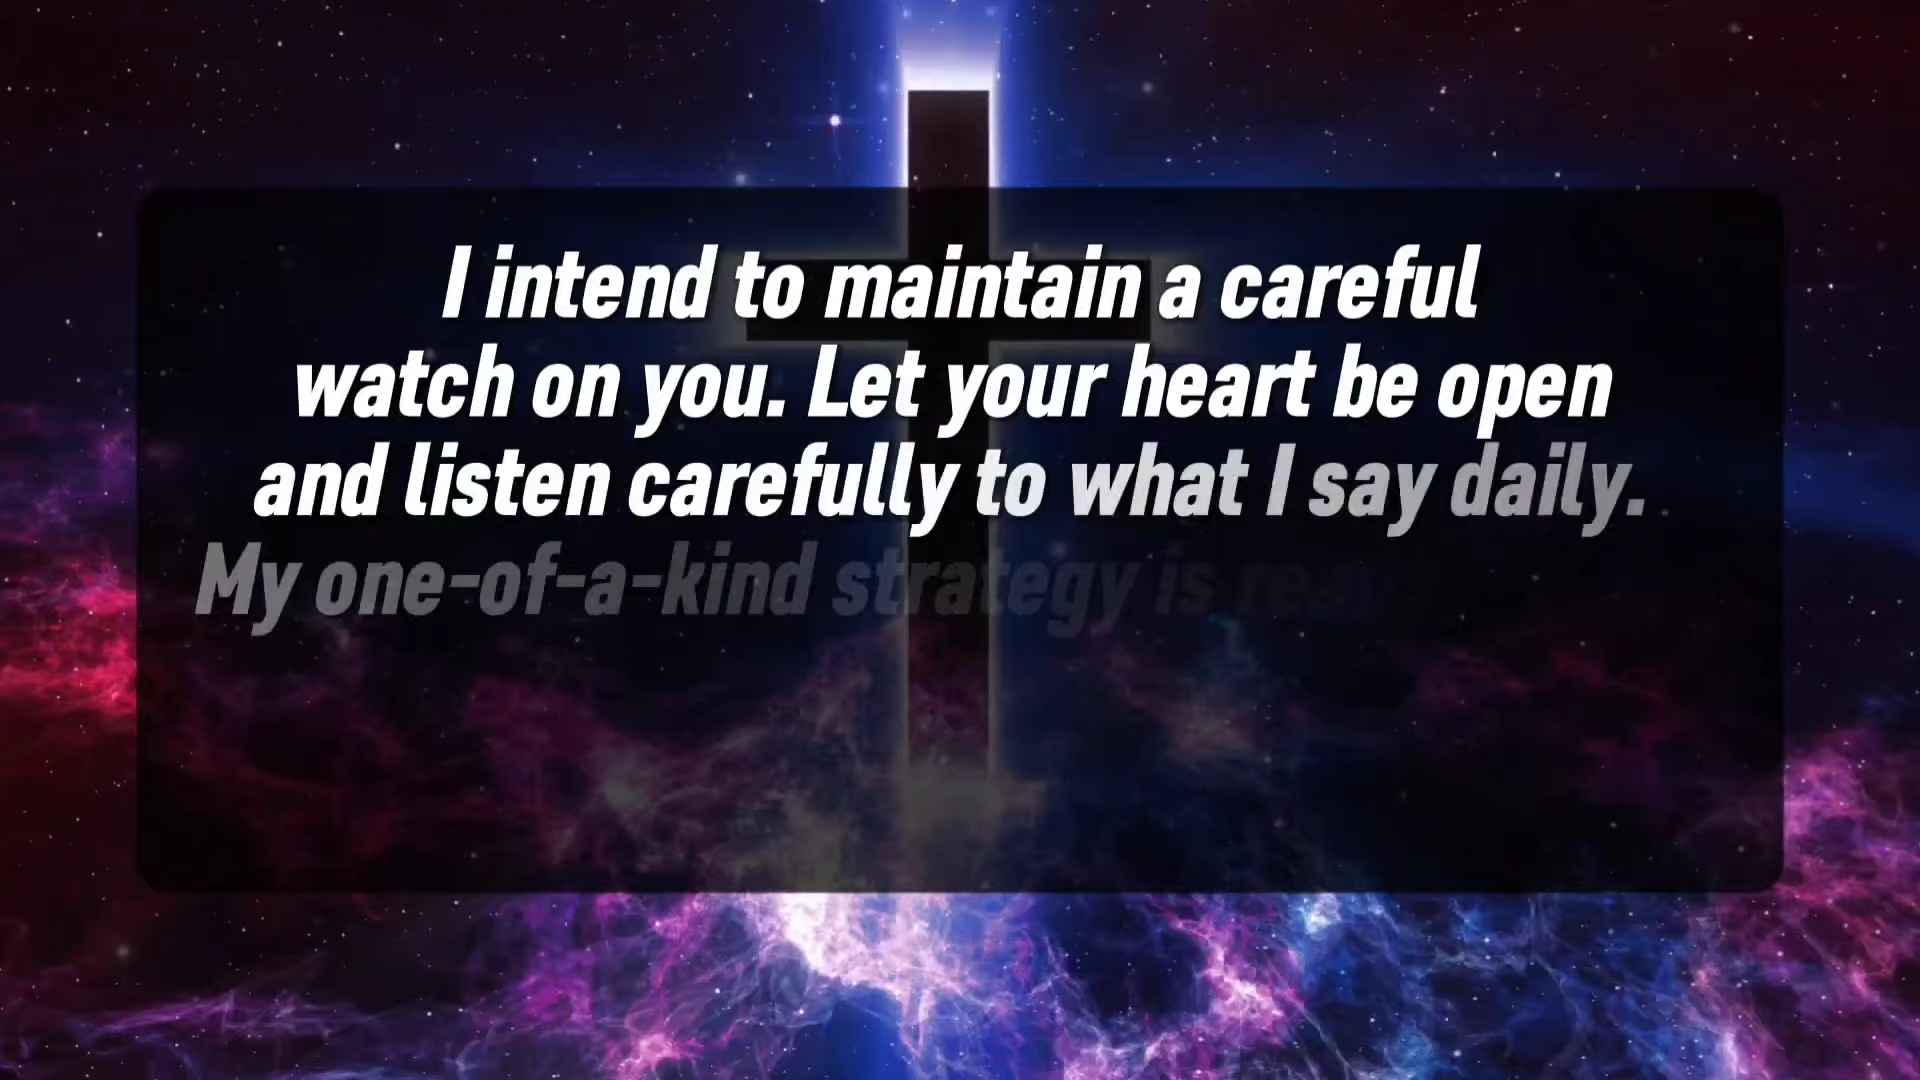 I intend to maintain a careful
watch on you. Let your heart be open
and listen carefully to what I say daily.
My one-of-a-kind strategy is